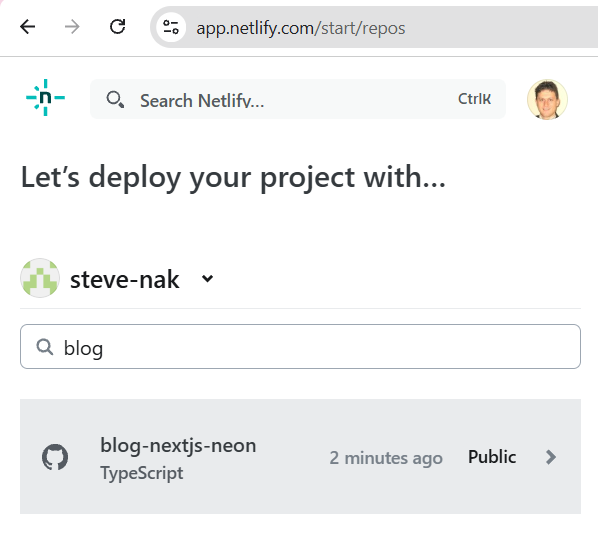 app.netlify.com/start/repos
n
Search Netlify...
CtrlK
Let's deploy your project with...
steve-nak
blog
blog-nextjs-neon
TypeScript
2 minutes ago
Public